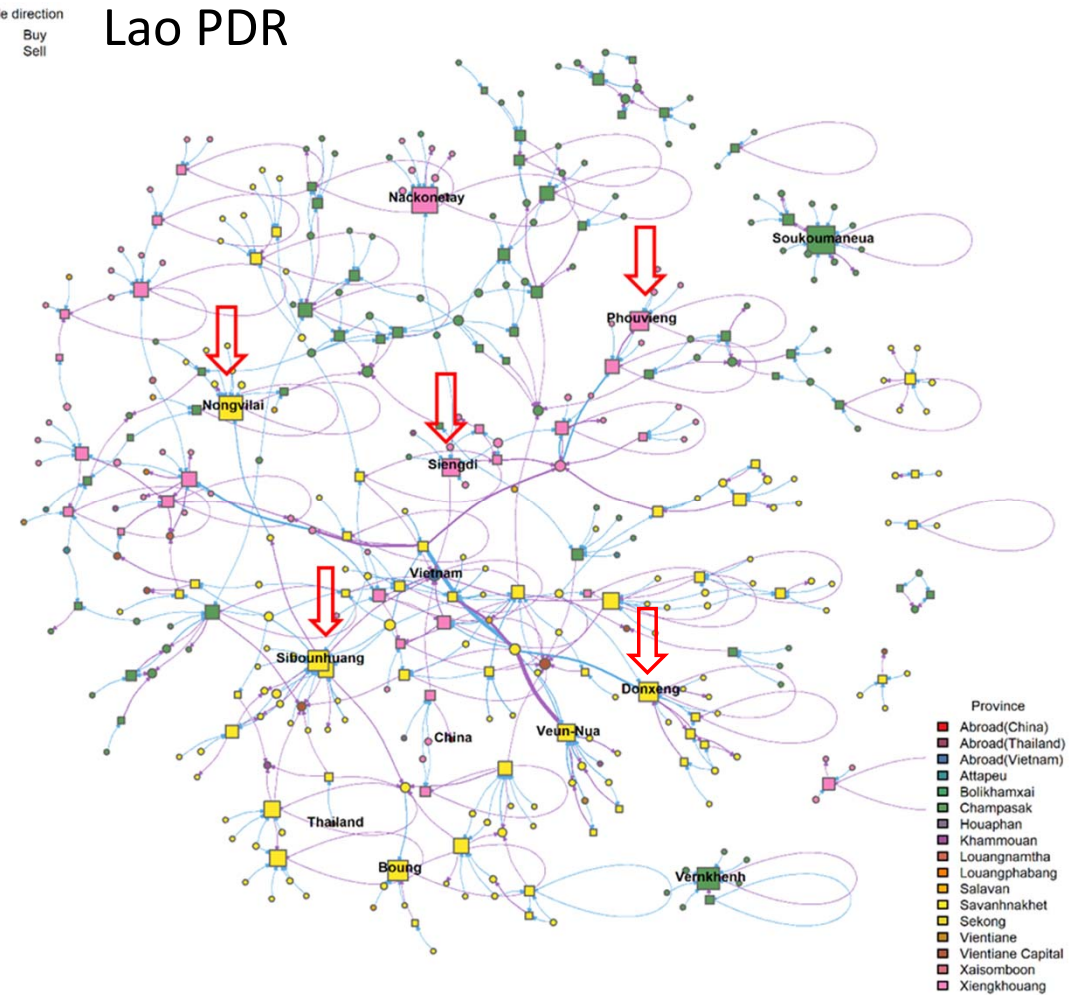 e direction
Lao PDR
Buy
Sell
Nackonetay
Soukoumaneua
Phouvieng
Nongvilai
Siengdi
Vietnam
Sibounhuang
Donxeng
Veun-Nua
China
Thailand
Boung
Vernkhenh
Province
Abroad(China)
Abroad(Thailand)
Abroad(Vietnam)
Attapeu
Bolikhamxai
Champasak
Houaphan
Khammouan
Louangnamtha
Louangphabang
Salavan
Savanhnakhet
Sekong
Vientiane
Vientiane Capital
Xaisomboon
Xiengkhouang